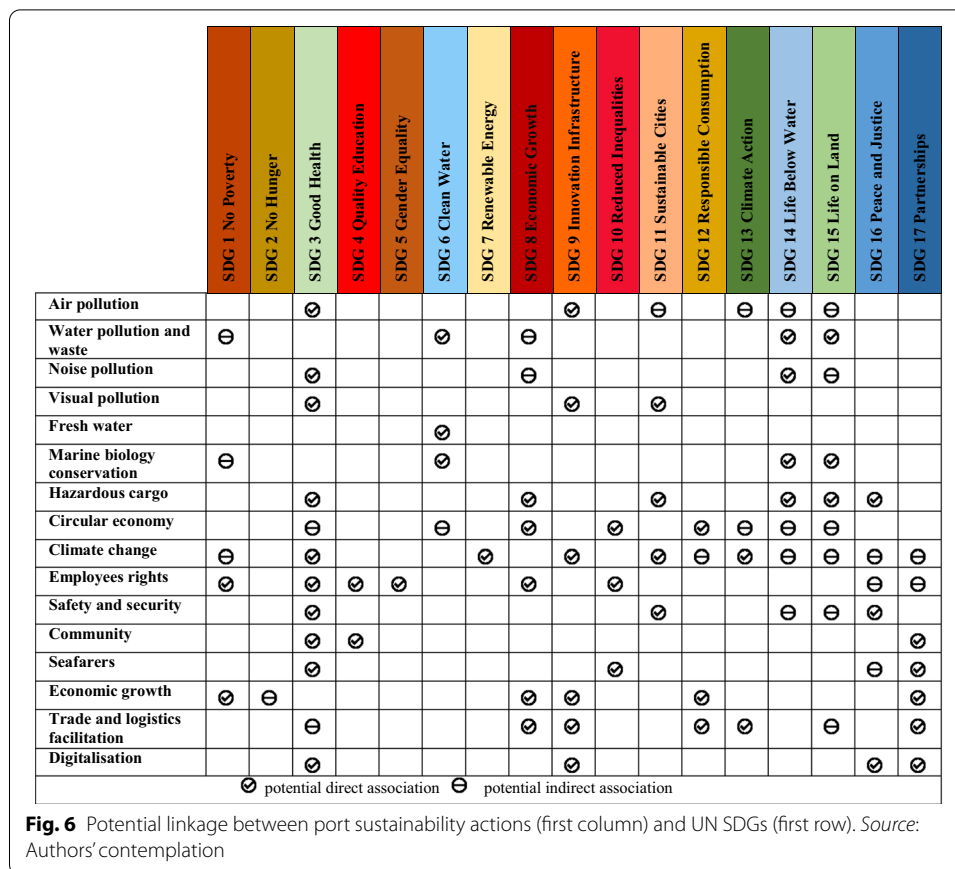 SDG 1 No Poverty
SDG 2 No Hunger
SDG 3 Good Health
SDG 4 Quality Education
SDG 5 Gender Equality
SDG 6 Clean Water
SDG 7 Renewable Energy
SDG 8 Economic Growth
SDG 9 Innovation Infrastructure
SDG 10 Reduced Inequalities
SDG 11 Sustainable Cities
SDG 12 Responsible Consumption
SDG 13 Climate Action
SDG 14 Life Below Water
SDG 15 Life on Land
SDG 16 Peace and Justice
SDG 17 Partnerships
Air pollution
Water pollution and
waste
Noise pollution
Visual pollution
Fresh water
Marine biology
conservation
Hazardous cargo
Circular economy
Climate change
Employees rights
Safety and security
Community
Seafarers
Economic growth
Trade and logistics
facilitation
Digitalisation
potential direct association potential indirect association
Fig. 6 Potential linkage between port sustainability actions (first column) and UN SDGs (first row). Source:
Authors' contemplation